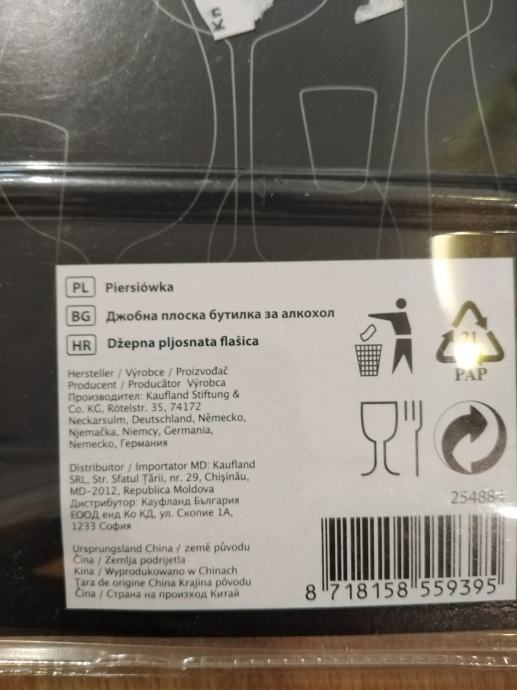 Kn
PL Piersiówka
BG Джобна плоска бутилка за алкохол
HR Džepna pljosnata flašica
Hersteller / Výrobce / Proizvođač
Producent / Producător Výrobca
Производител: Kaufland Stiftung &
Co. KG, Rötelstr. 35, 74172
Neckarsulm, Deutschland, Německo,
Njemačka, Niemcy, Germania,
Nemecko, Германия
Distribuitor / Importator MD: Kaufland
SRL, Str. Sfatul Țării, nr. 29, Chișinău,
MD-2012, Republica Moldova
Дистрибутор: Кауфланд България
ЕООД енд Ко КД, ул. Скопие 1А,
1233 София
Ursprungsland China / země původu
Čína / Zemlja podrijetla
Kina / Wyprodukowano w Chinach
Țara de origine China Krajina pôvodu
Čína / Страна на произход Китай
21
PAP
8 718158 559395